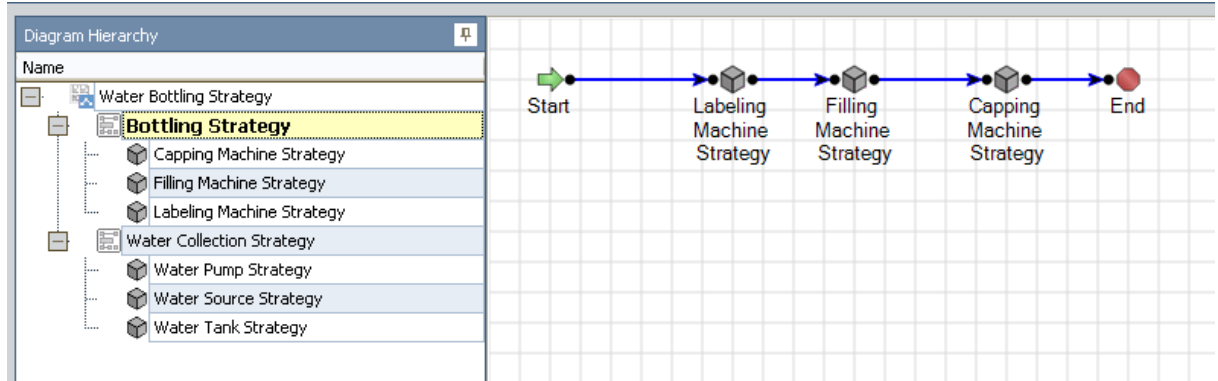 Diagram Hierarchy
Name
Water Bottling Strategy
Bottling Strategy
Capping Machine Strategy
Filling Machine Strategy
Labeling Machine Strategy
Water Collection Strategy
Water Pump Strategy
Water Source Strategy
Water Tank Strategy
Start
Labeling
Machine
Strategy
Filling
Machine
Strategy
Capping
Machine
Strategy
End